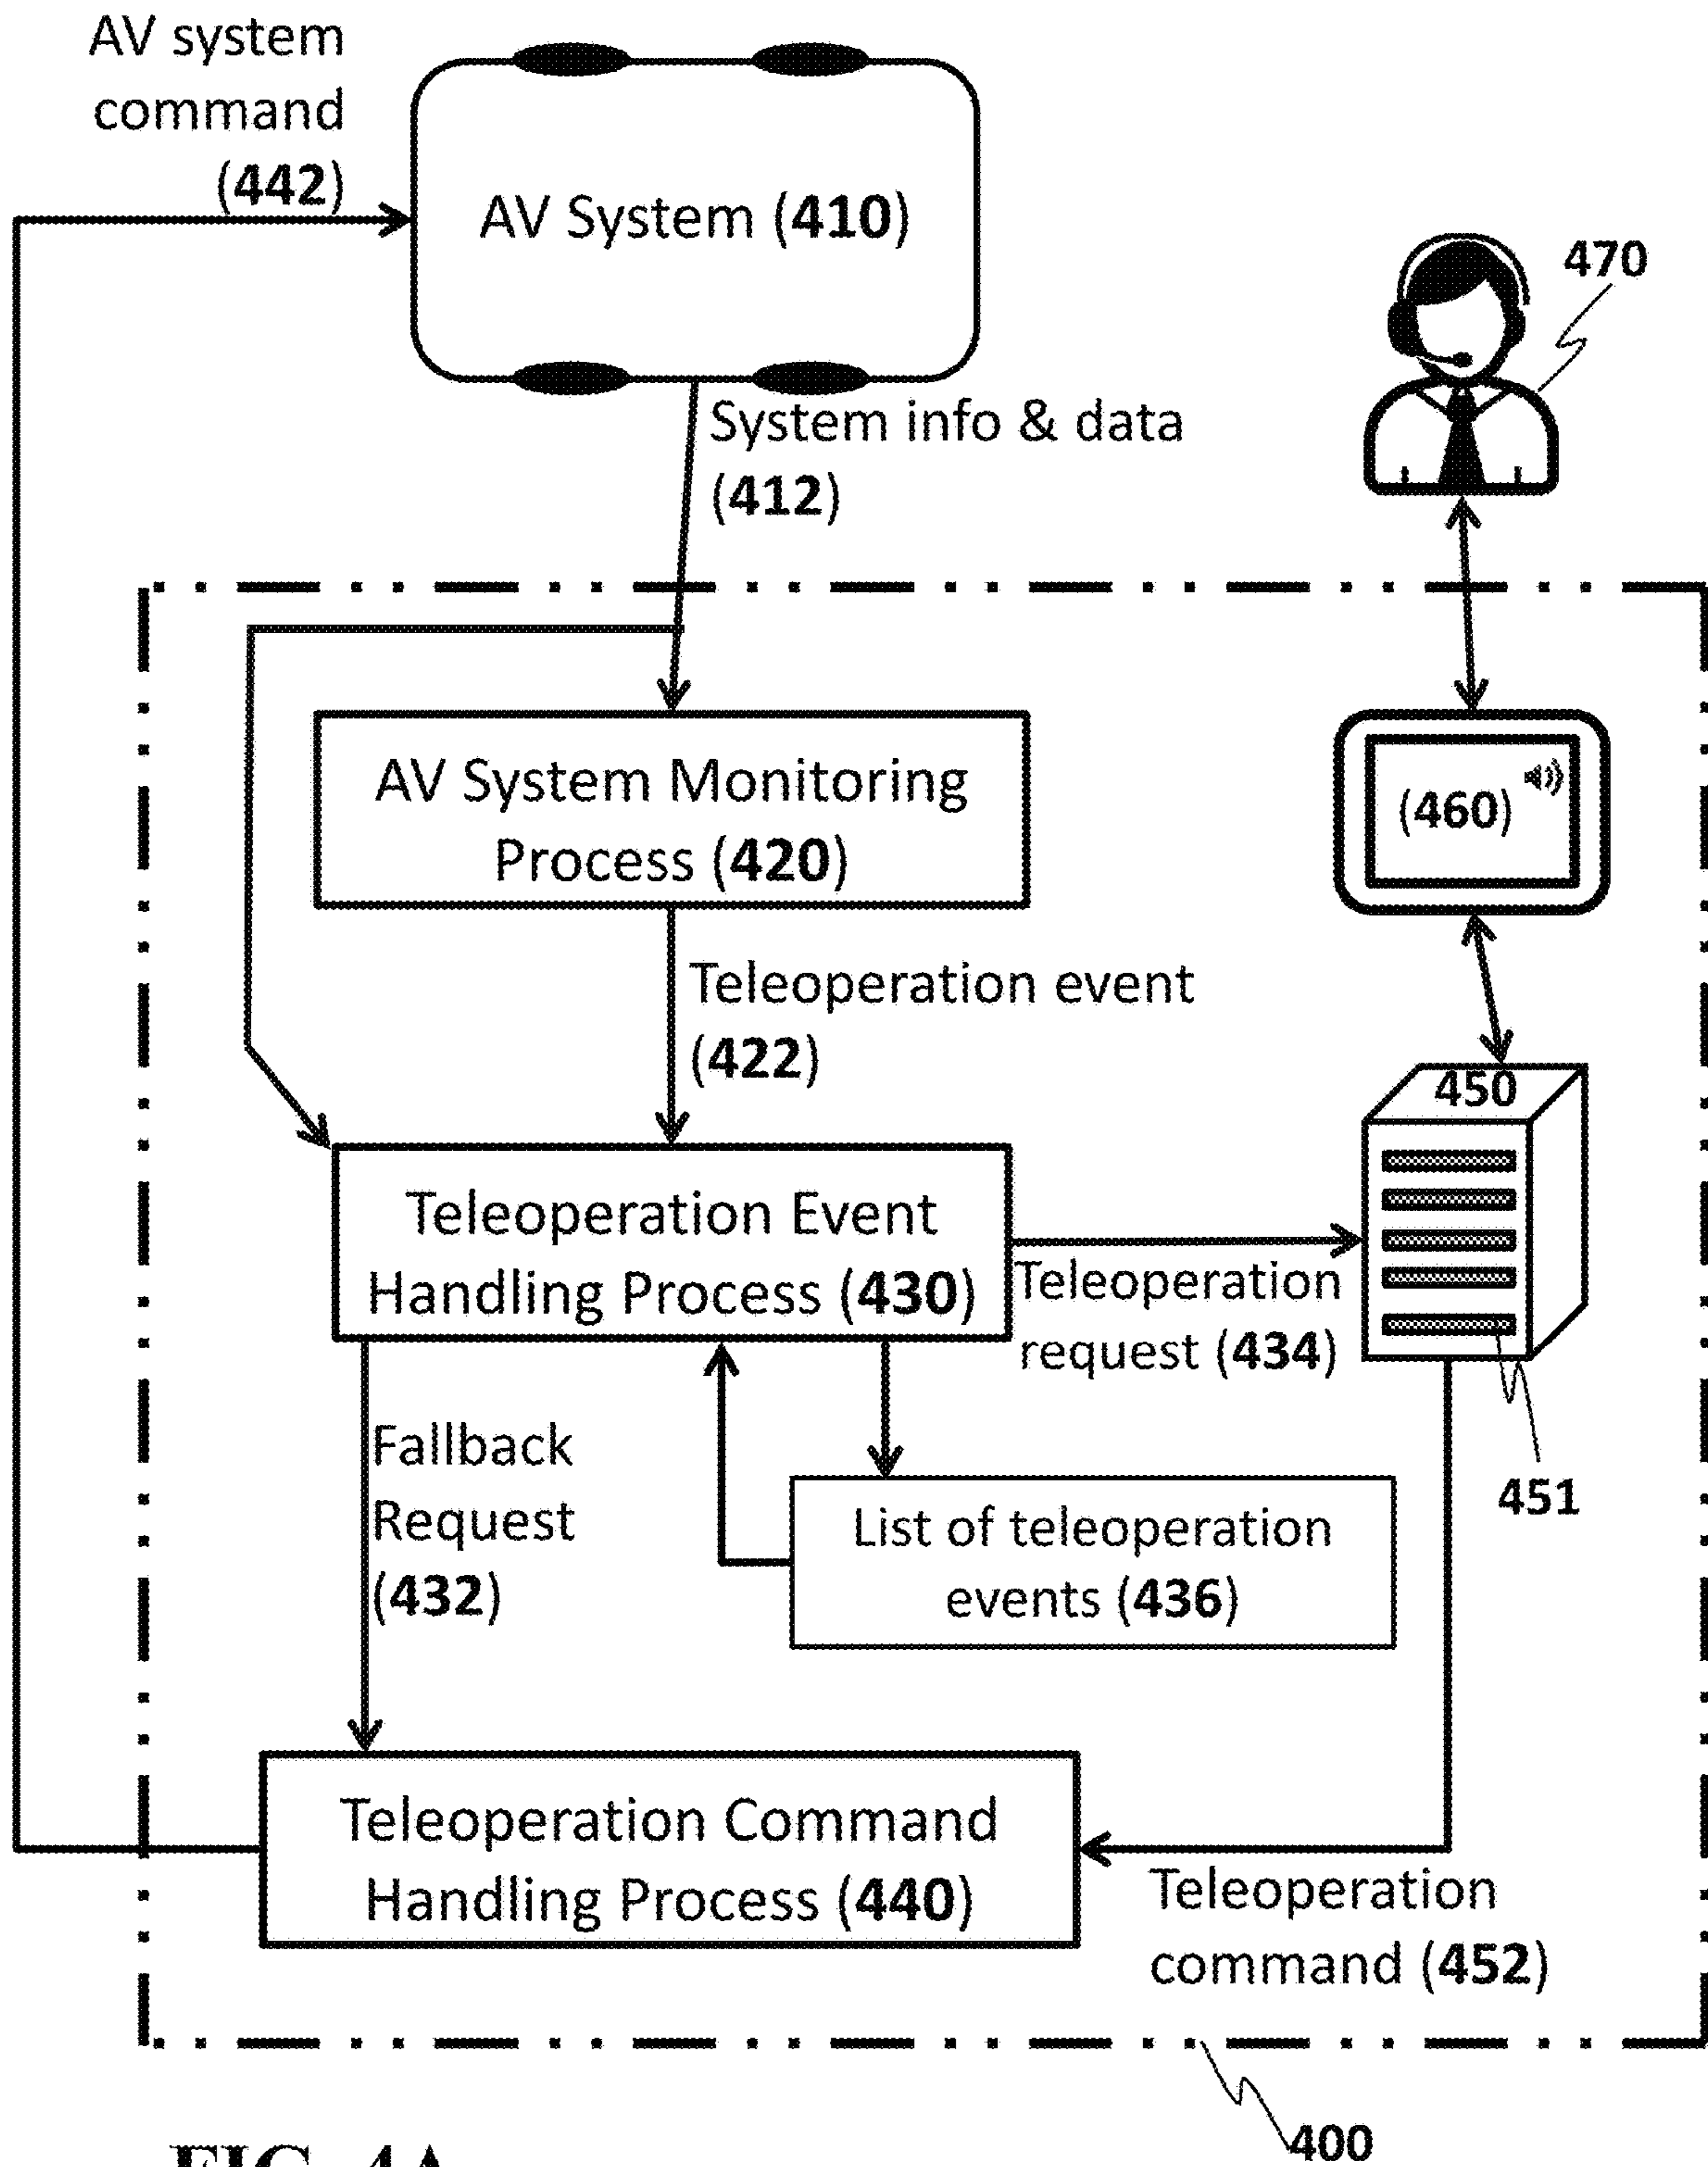 AV system
command
(442)
AV System (410)
470
System info & data
(412)
AV System Monitoring
Process (420)
(460)
Teleoperation event
(422)
450
Teleoperation Event
Handling Process (430)
Teleoperation
request (434)
Fallback
Request
(432)
451
List of teleoperation
events (436)
Teleoperation Command
Handling Process (440)
Teleoperation
command (452)
400
FIG. 4A